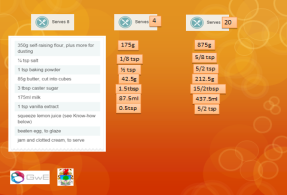 Serves 8
350g self-raising flour, plus more for
dusting
¼ tsp salt
1 tsp baking powder
85g butter, cut into cubes
3 tbsp caster sugar
175ml milk
1 tsp vanilla extract
squeeze lemon juice (see Know-how
below)
beaten egg, to glaze
jam and clotted cream, to serve
Serves 4
175g
1/8 tsp
½ tsp
42.5g
1.5tbsp
87.5ml
0.5tsp
Serves 20
875g
5/8 tsp
5/2 tsp
212.5g
15/2tbsp
437.5ml
5/2 tsp
GwE